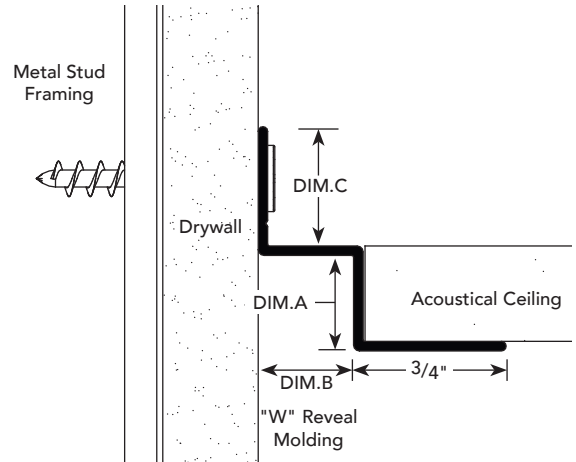 Metal Stud
Framing
DIM.C
Drywall
DIM.A
Acoustical Ceiling
DIM.B
3/4"
"W" Reveal
Molding